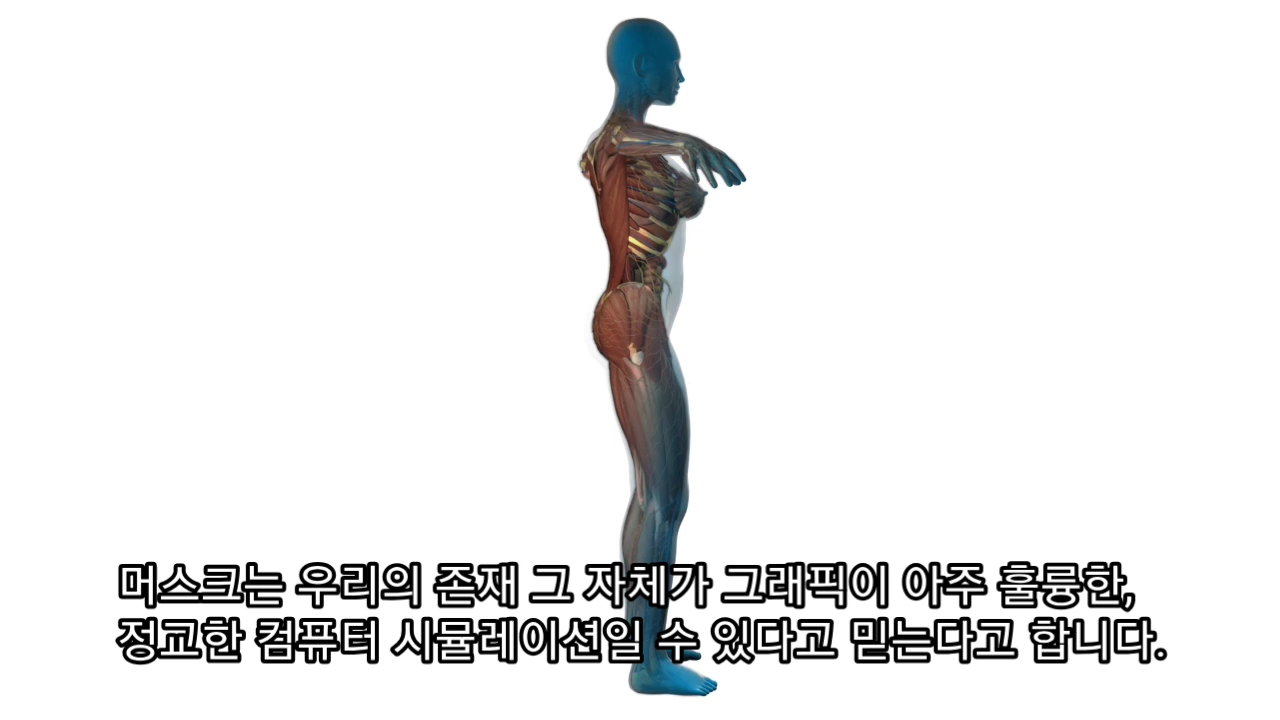 머스크는 우리의 존재 그 자체가 그래픽이 아주 훌륭한,
정교한 컴퓨터 시뮬레이션일 수 있다고 믿는다고 합니다.